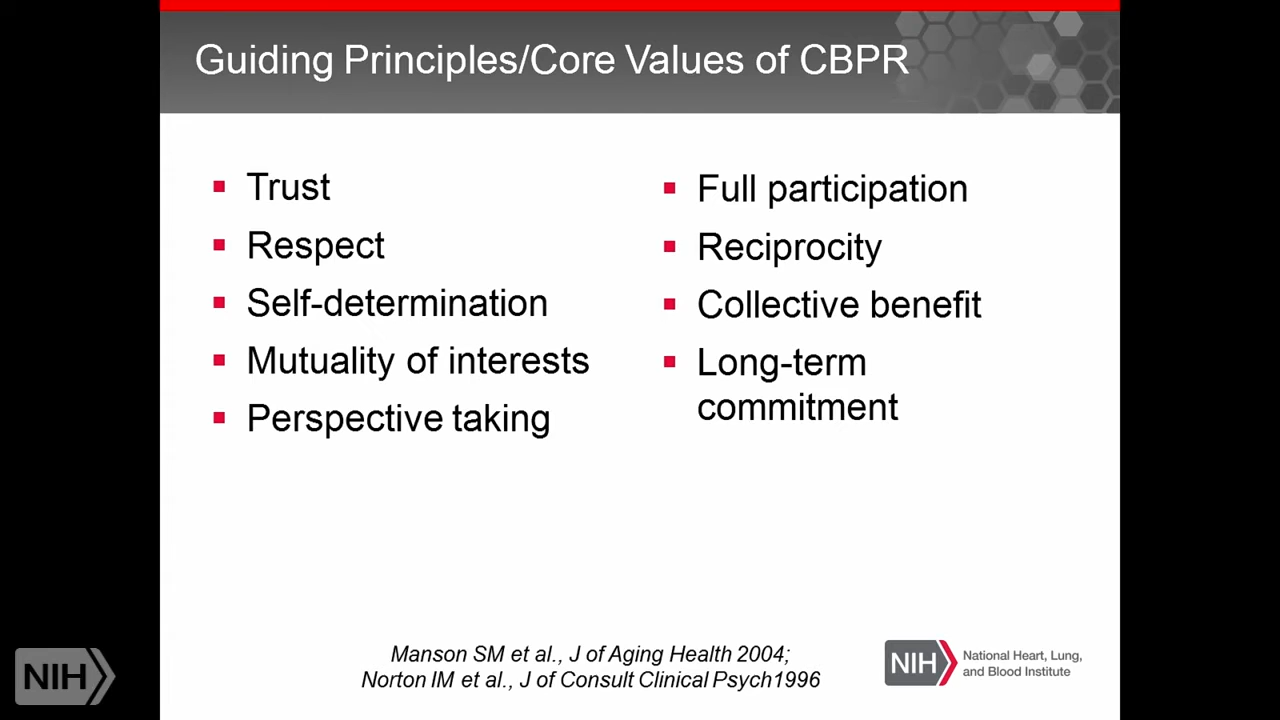 Guiding Principles/Core Values of CBPR
Trust
Respect
Self-determination
Mutuality of interests
Perspective taking
Full participation
Reciprocity
Collective benefit
Long-term
commitment
Manson SM et al., J of Aging Health 2004;
Norton IM et al., J of Consult Clinical Psych1996
NIH
National Heart, Lung,
and Blood Institute
NIH